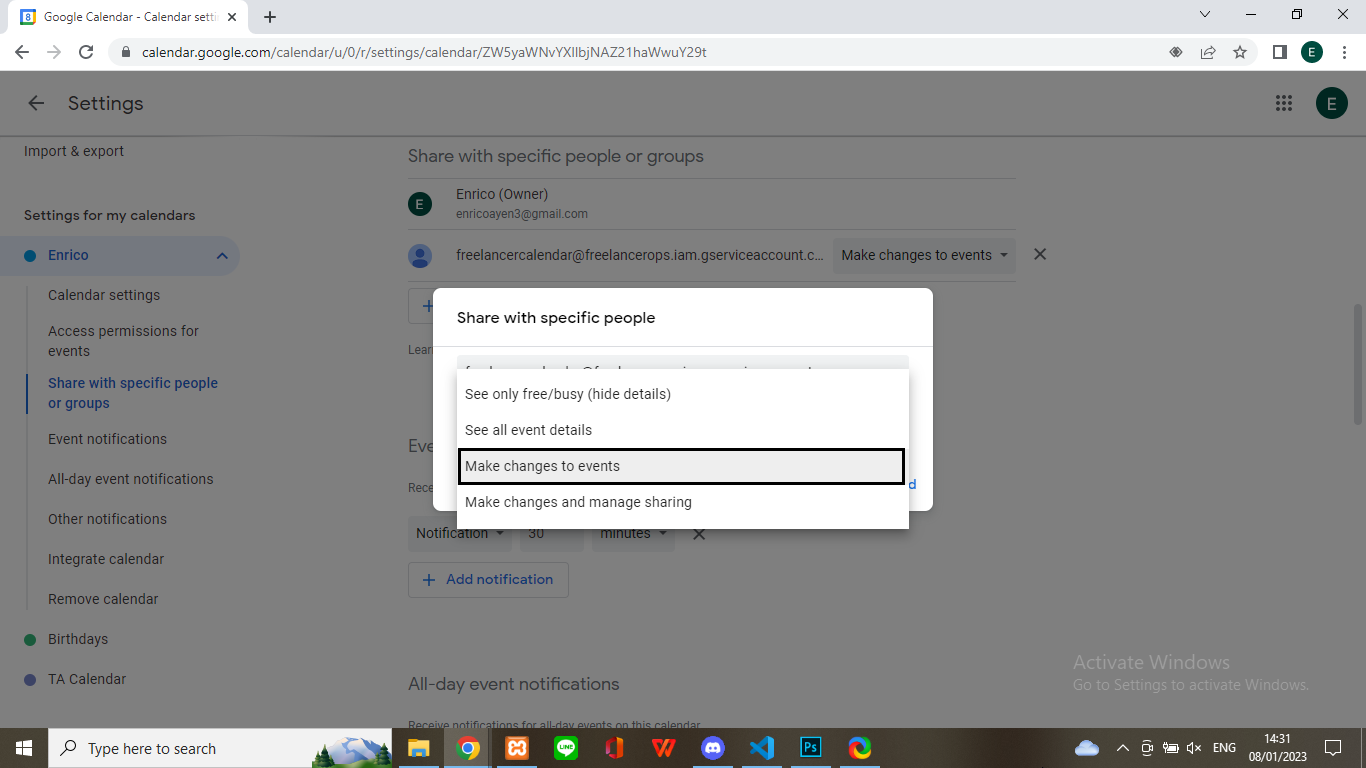 Google Calendar - Calendar setti
calendar.google.com/calendar/u/0/r/settings/calendar/ZW5yaWNvYXllbjNAZ21haWwuY29t
E
Settings
E
Import & export
Settings for my calendars
Enrico
Calendar settings
Access permissions for
events
Share with specific people
or groups
Event notifications
All-day event notifications
Other notifications
Integrate calendar
Remove calendar
Birthdays
TA Calendar
Share with specific people or groups
E
Enrico (Owner)
enricoayen3@gmail.com
freelancercalendar@freelancerops.iam.gserviceaccount.c...
Make changes to events
Share with specific people
See only free/busy (hide details)
See all event details
Make changes to events
Make changes and manage sharing
Notification
30
minutes
+ Add notification
All-day event notifications
Receive notifications for all-day events on this calendar.
Activate Windows
Go to Settings to activate Windows.
Type here to search
LINE
W
Ps
ENG
14:31
08/01/2023